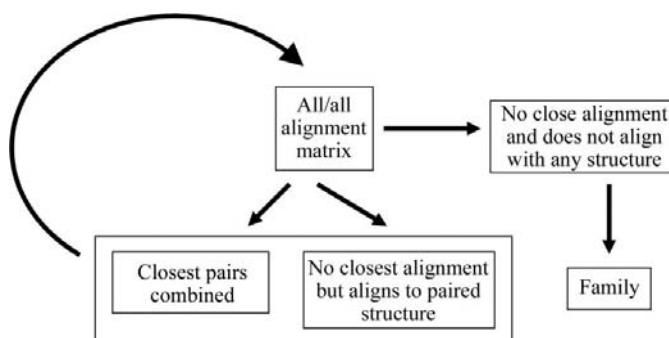 All/all
alignment
matrix
No close alignment
and does not align
with any structure
Closest pairs
combined
No closest alignment
but aligns to paired
structure
Family